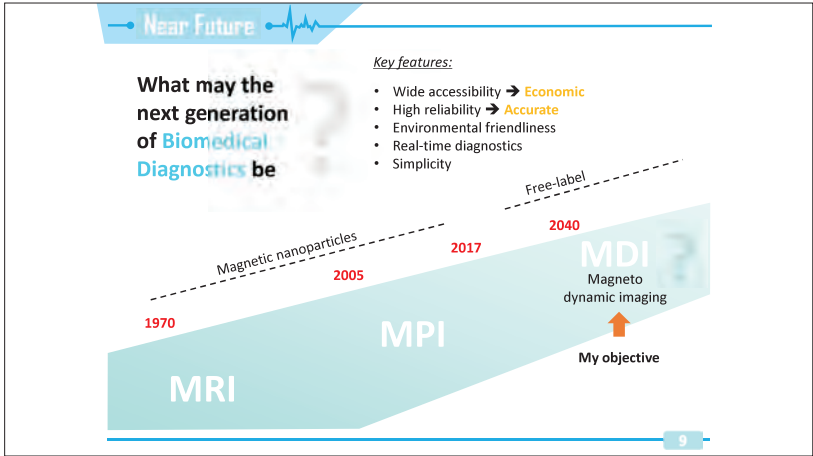 Near Future
What may the
next generation
of Biomedical
Diagnostics be
?
Key features:
• Wide accessibility ➔ Economic
• High reliability ➔ Accurate
• Environmental friendliness
• Real-time diagnostics
• Simplicity
Free-label
Magnetic nanoparticles
2040
2017
2005
1970
MDI ?
Magneto
dynamic imaging
MPI
My objective
MRI
9